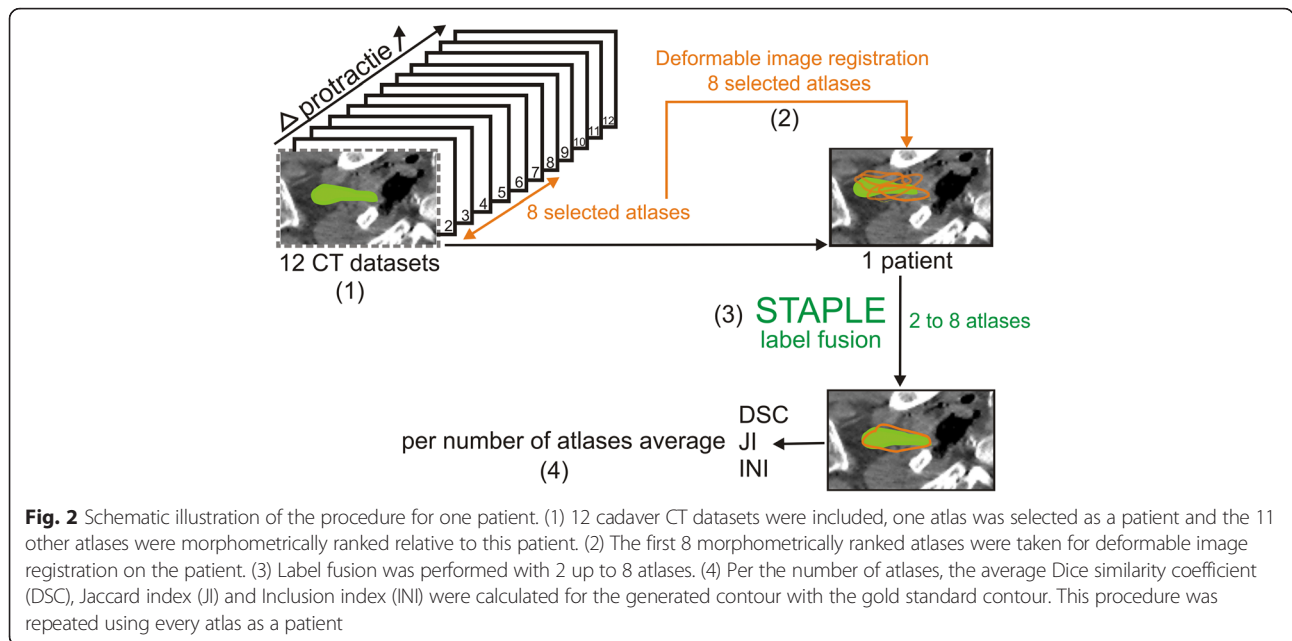 Δ protractie
2
3
4
5
6
7
8
9
10
11
12
Deformable image registration
8 selected atlases
(2)
8 selected atlases
12 CT datasets
(1)
1 patient
(3) STAPLE
label fusion
2 to 8 atlases
DSC
per number of atlases average JI
(4)
INI
Fig. 2 Schematic illustration of the procedure for one patient. (1) 12 cadaver CT datasets were included, one atlas was selected as a patient and the 11
other atlases were morphometrically ranked relative to this patient. (2) The first 8 morphometrically ranked atlases were taken for deformable image
registration on the patient. (3) Label fusion was performed with 2 up to 8 atlases. (4) Per the number of atlases, the average Dice similarity coefficient
(DSC), Jaccard index (JI) and Inclusion index (INI) were calculated for the generated contour with the gold standard contour. This procedure was
repeated using every atlas as a patient